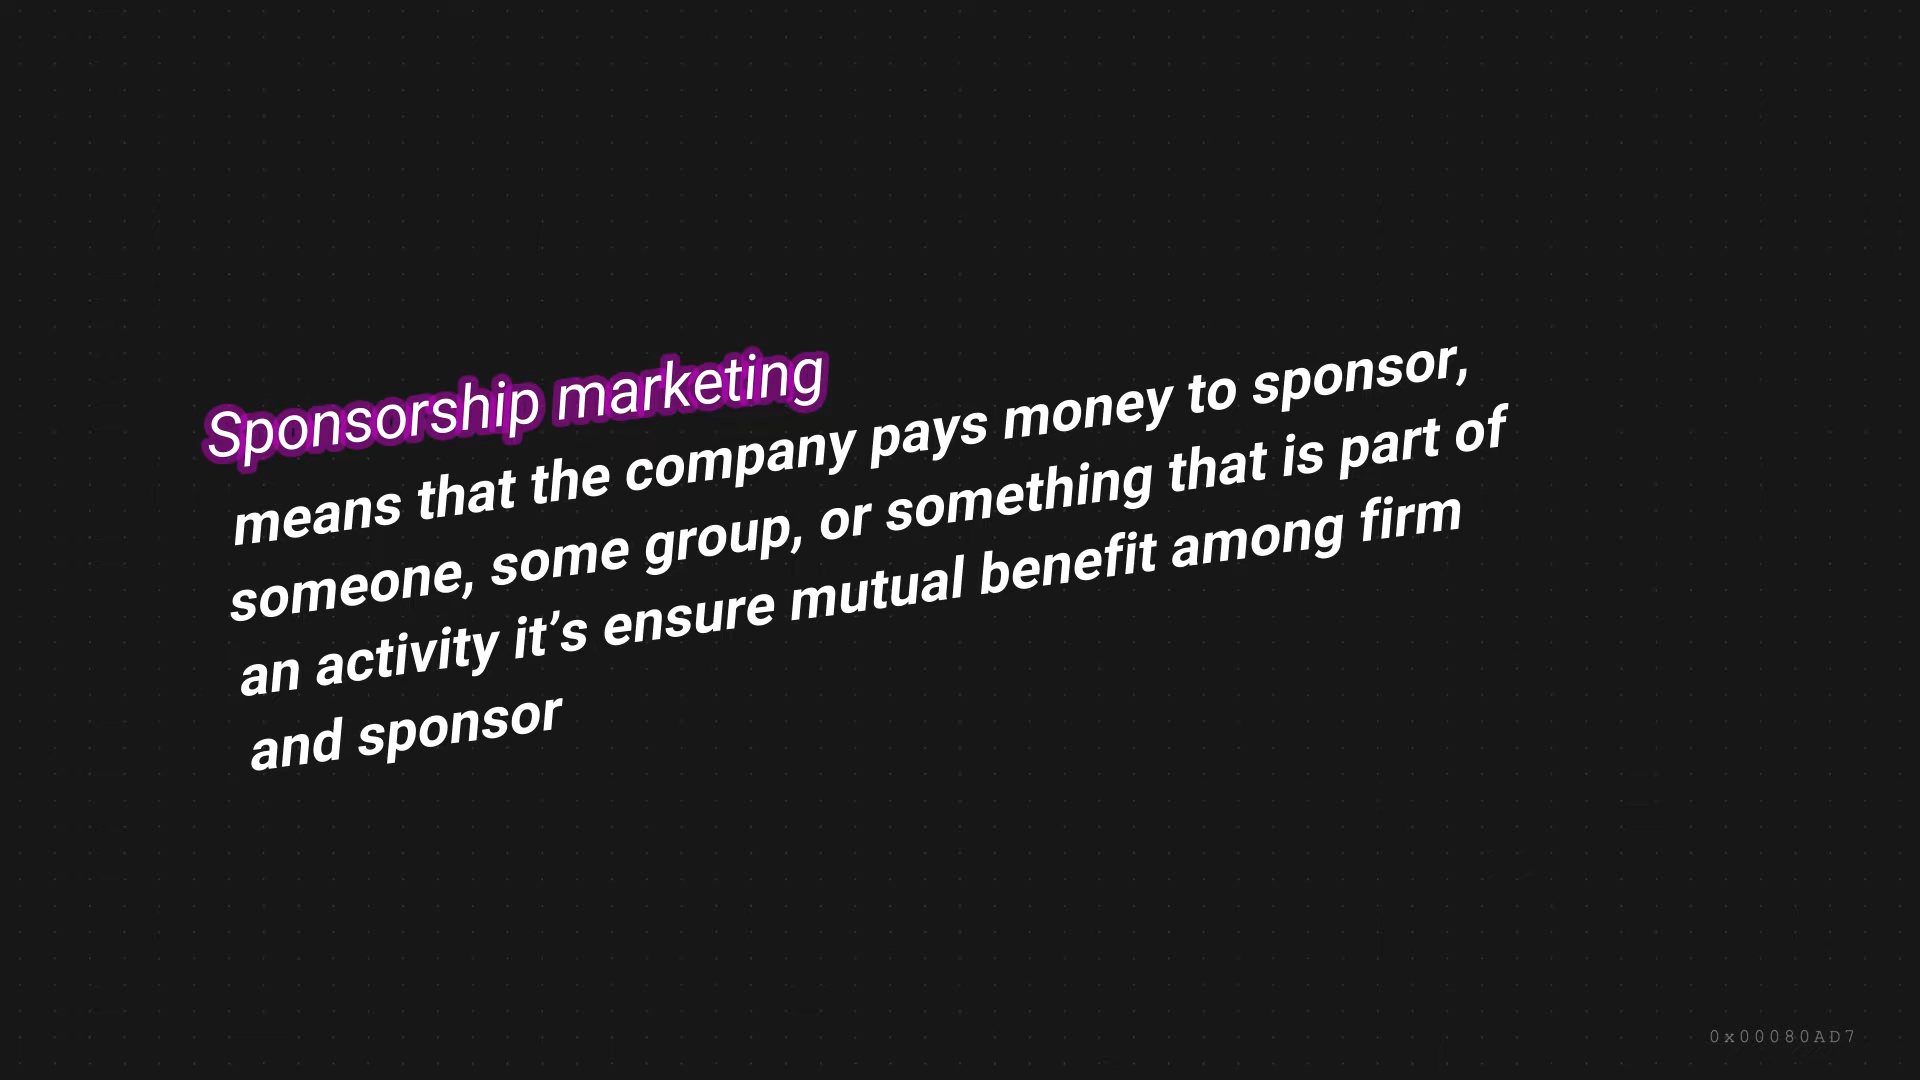 Sponsorship marketing
means that the company pays money to sponsor,
someone, some group, or something that is part of
an activity it’s ensure mutual benefit among firm
and sponsor
0x00080AD7